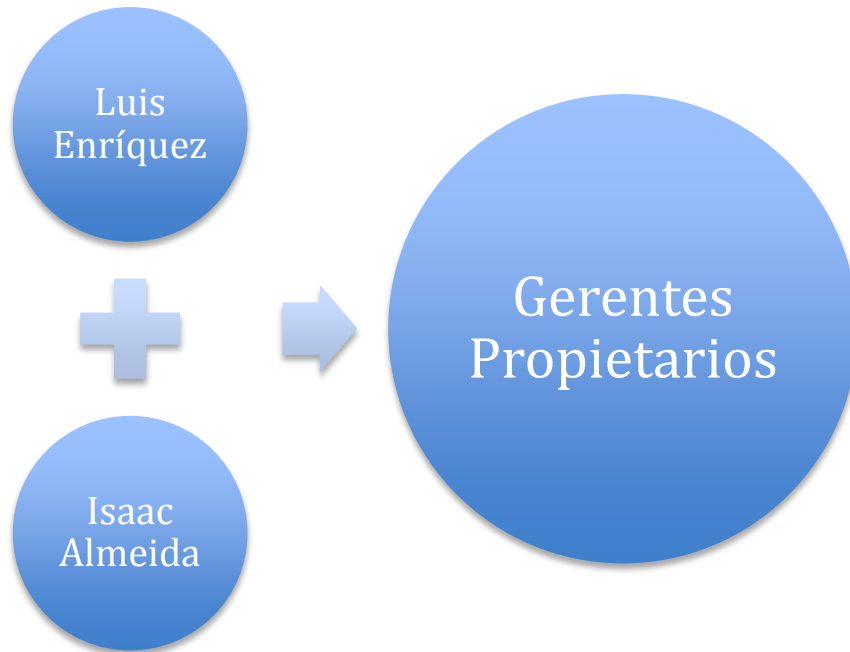 Luis
Enríquez
Isaac
Almeida
Gerentes
Propietarios